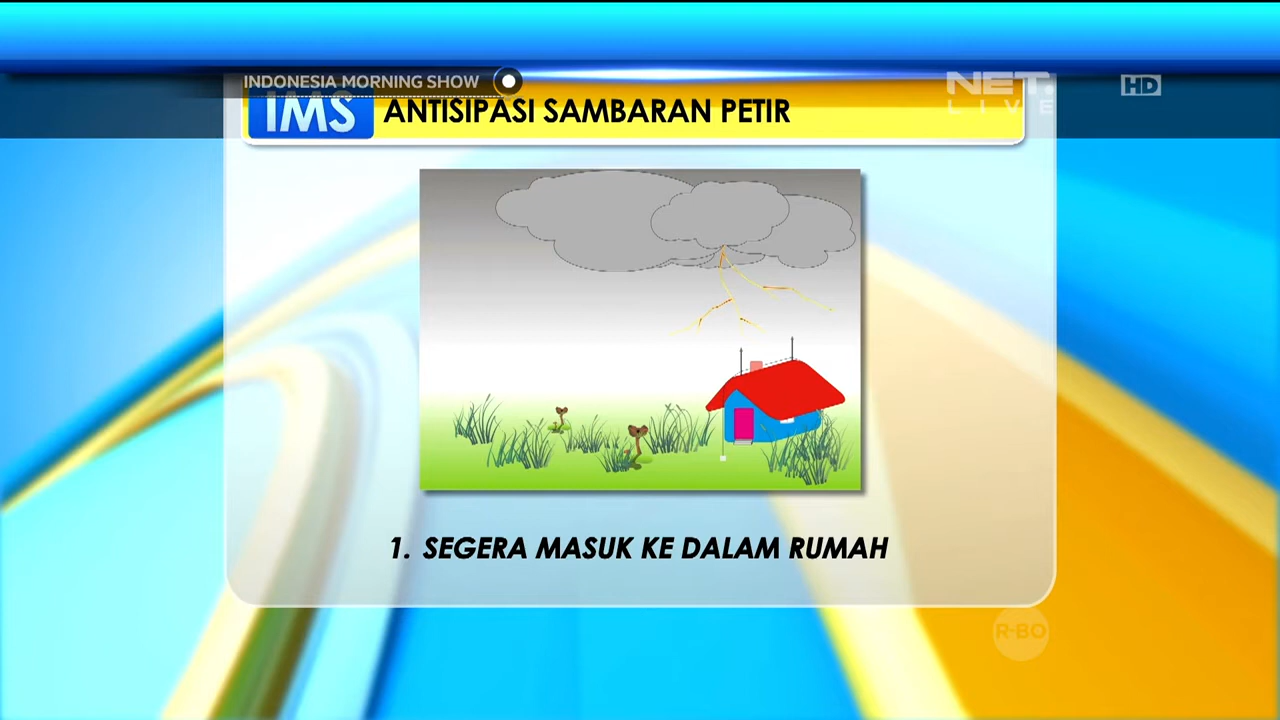 INDONESIA MORNING SHOW
NET.
LIVE
HD
IMS ANTISIPASI SAMBARAN PETIR
1. SEGERA MASUK KE DALAM RUMAH
R-BO